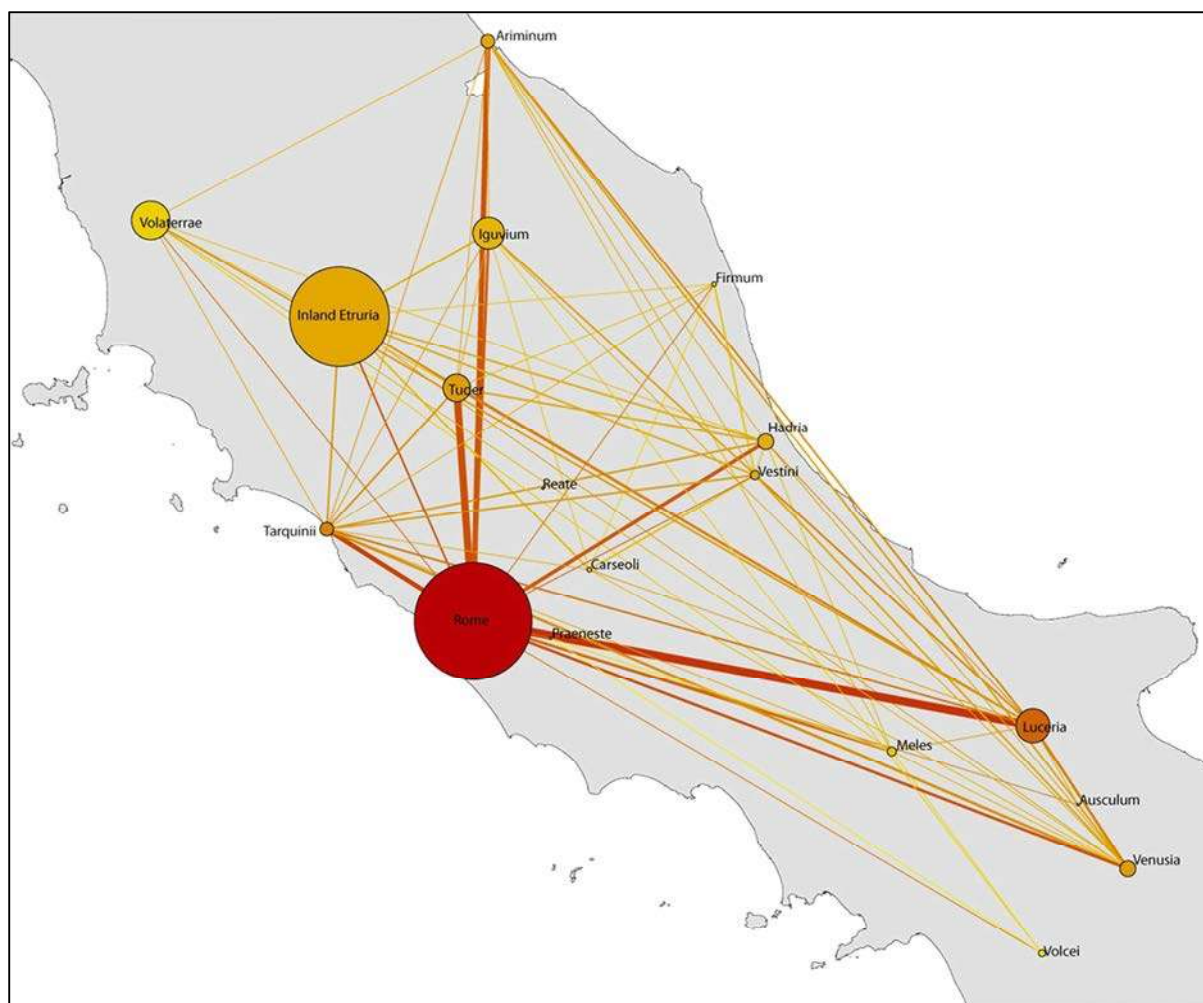 Ariminum
Volaterrae
Iguvium
Firmum
Inland Etruria
Tuder
Hadria
Vestini
Reate
Tarquinii
Carseoli
Rome
Praeneste
Luceria
Meles
Ausculum
Venusia
Volcei